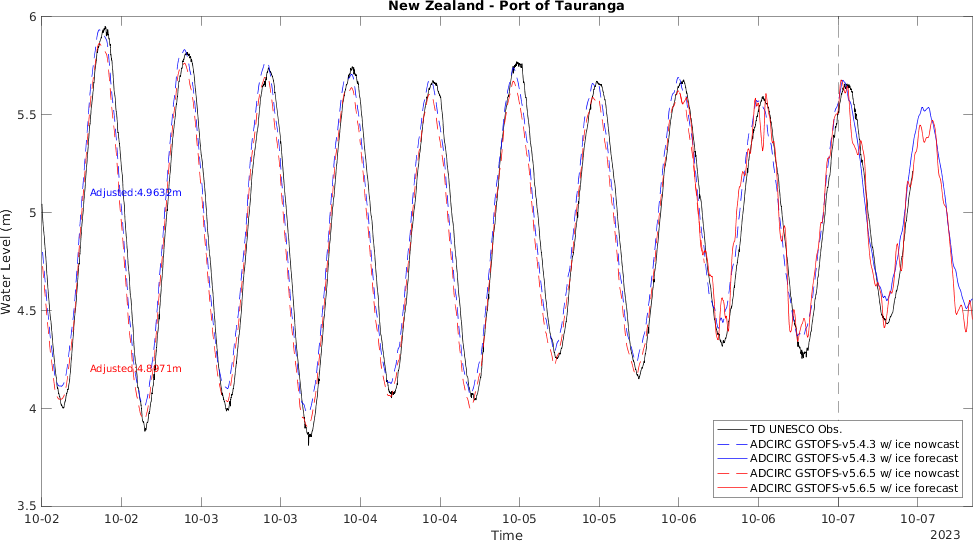 New Zealand - Port of Tauranga
6
5.5
5
4.5
4
3.5
Water Level (m)
Adjusted:4.9632m
Adjusted:4.8971m
TD UNESCO Obs.
ADCIRC GSTOFS-v5.4.3 w/ ice nowcast
ADCIRC GSTOFS-v5.4.3 w/ ice forecast
ADCIRC GSTOFS-v5.6.5 w/ ice nowcast
ADCIRC GSTOFS-v5.6.5 w/ ice forecast
10-02 10-02 10-03 10-03 10-04 10-04 10-05 10-05 10-06 10-06 10-07 10-07
Time
2023